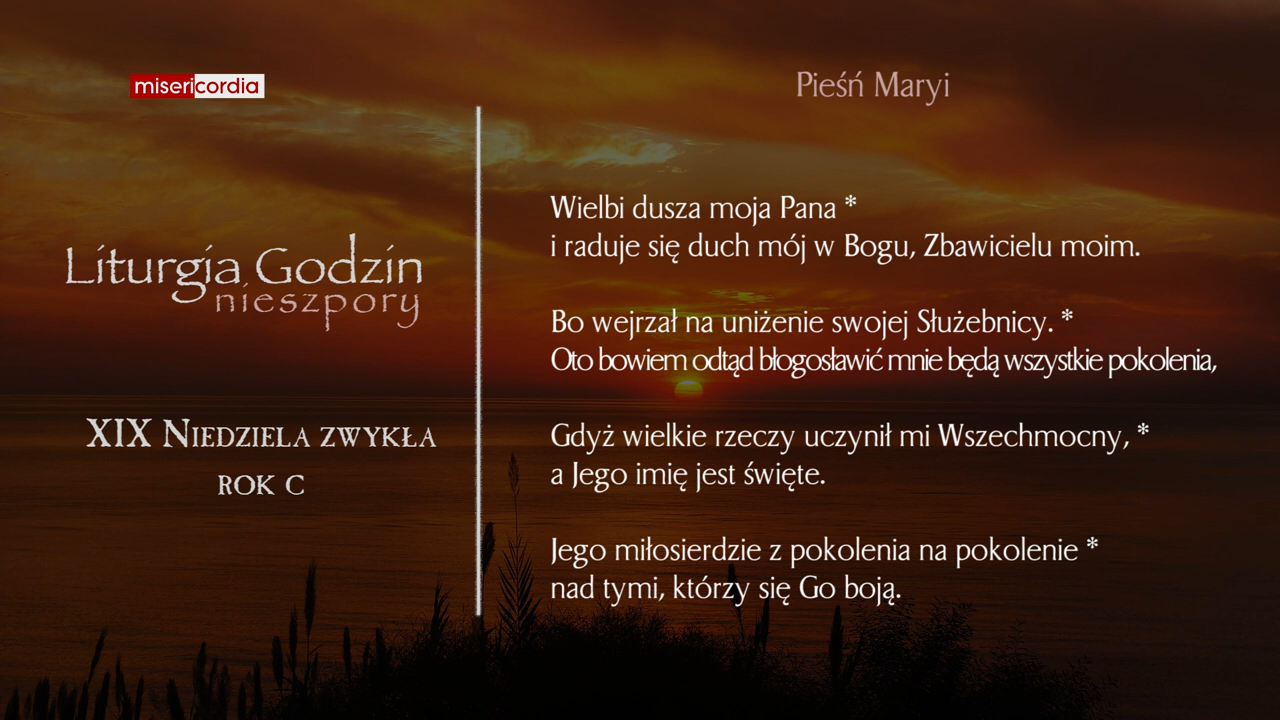 misericordia
Liturgia Godzin
nieszpory
XIX Niedziela zwykła
rok C
Pieśń Maryi
Wielbi dusza moja Pana *
i raduje się duch mój w Bogu, Zbawicielu moim.
Bo wejrzał na uniżenie swojej Służebnicy. *
Oto bowiem odtąd błogosławić mnie będą wszystkie pokolenia,
Gdyż wielkie rzeczy uczynił mi Wszechmocny, *
a Jego imię jest święte.
Jego miłosierdzie z pokolenia na pokolenie *
nad tymi, którzy się Go boją.